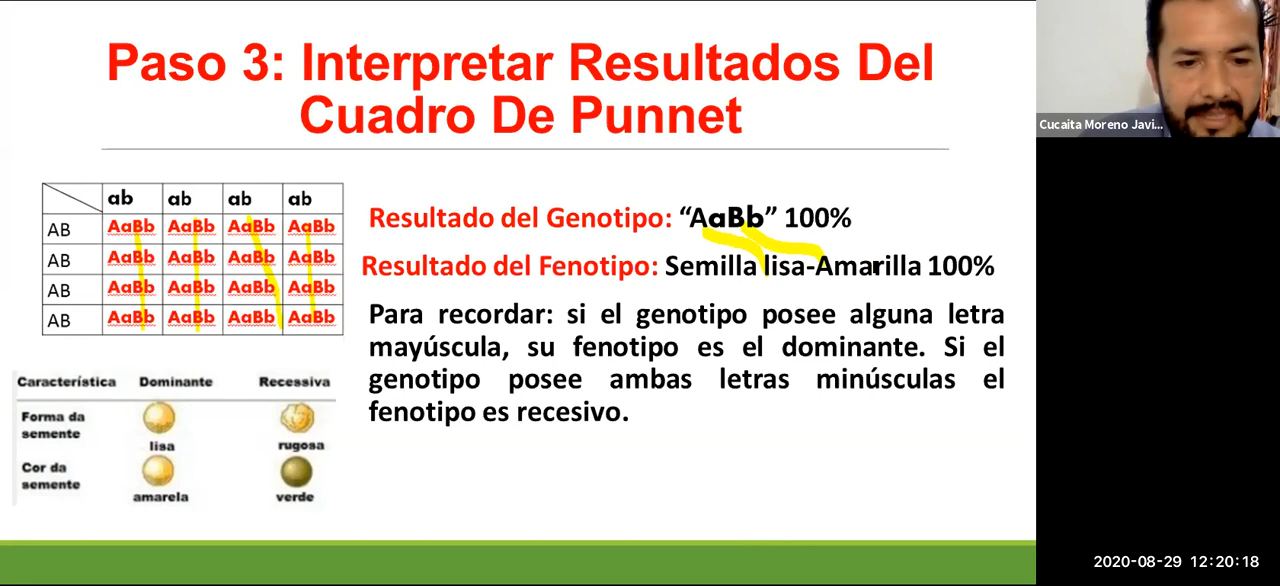 Paso 3: Interpretar Resultados Del
Cuadro De Punnet
Cucaita Moreno Javi...
ab ab ab ab
AB AaBb AaBb AaBb AaBb
AB AaBb AaBb AaBb AaBb
AB AaBb AaBb AaBb AaBb
AB AaBb AaBb AaBb AaBb
Resultado del Genotipo: “AaBb” 100%
Resultado del Fenotipo: Semilla lisa-Amarilla 100%
Para recordar: si el genotipo posee alguna letra
mayúscula, su fenotipo es el dominante. Si el
genotipo posee ambas letras minúsculas el
fenotipo es recesivo.
Característica Dominante Recessiva
Forma da
semente
lisa rugosa
Cor da
semente
amarela verde
2020-08-29 12:20:18